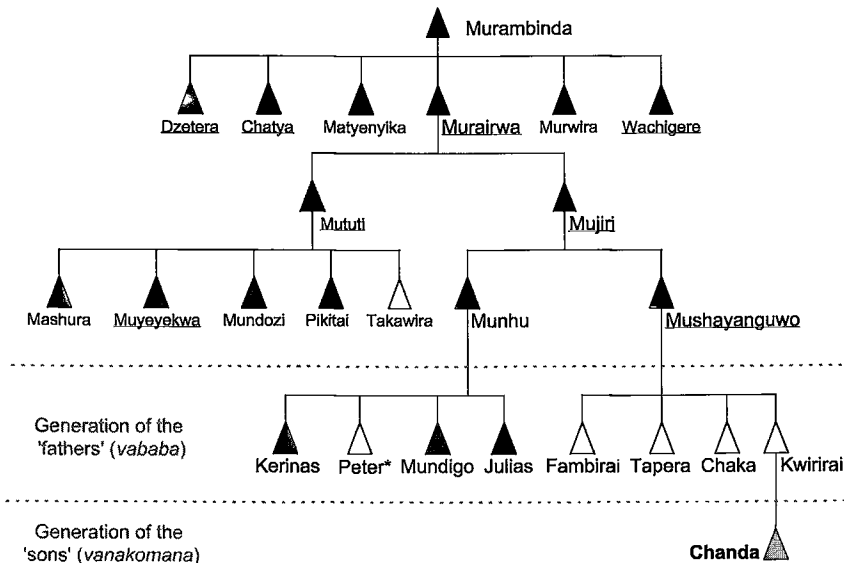 Murambinda
Dzetera Chatya Matyenyika Murairwa Murwira Wachigere
Mututi Mujiri
Mashura Muyeyekwa Mundozi Pikitai Takawira Munhu Mushayanguwo
Generation of the
'fathers' (vababa)
Kerinas Peter* Mundigo Julias Fambirai Tapera Chaka Kwirirai
Generation of the
'sons' (vanakomana)
Chanda